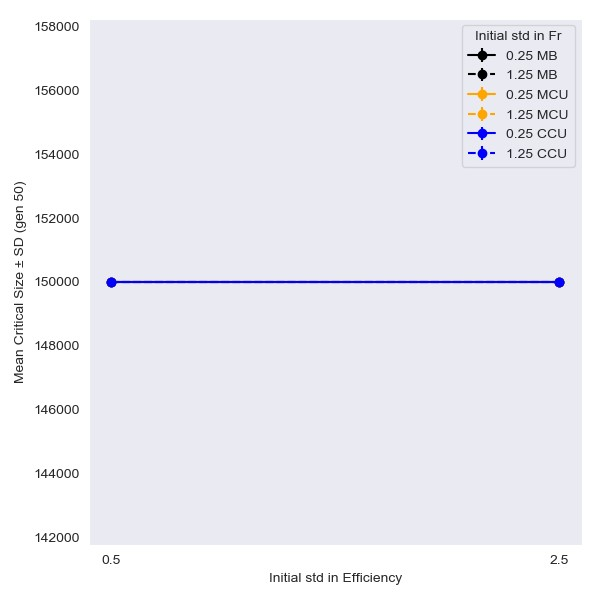 158000
156000
154000
152000
150000
148000
146000
144000
142000
Mean Critical Size ± SD (gen 50)
Initial std in Fr
0.25 MB
1.25 MB
0.25 MCU
1.25 MCU
0.25 CCU
1.25 CCU
0.5
2.5
Initial std in Efficiency